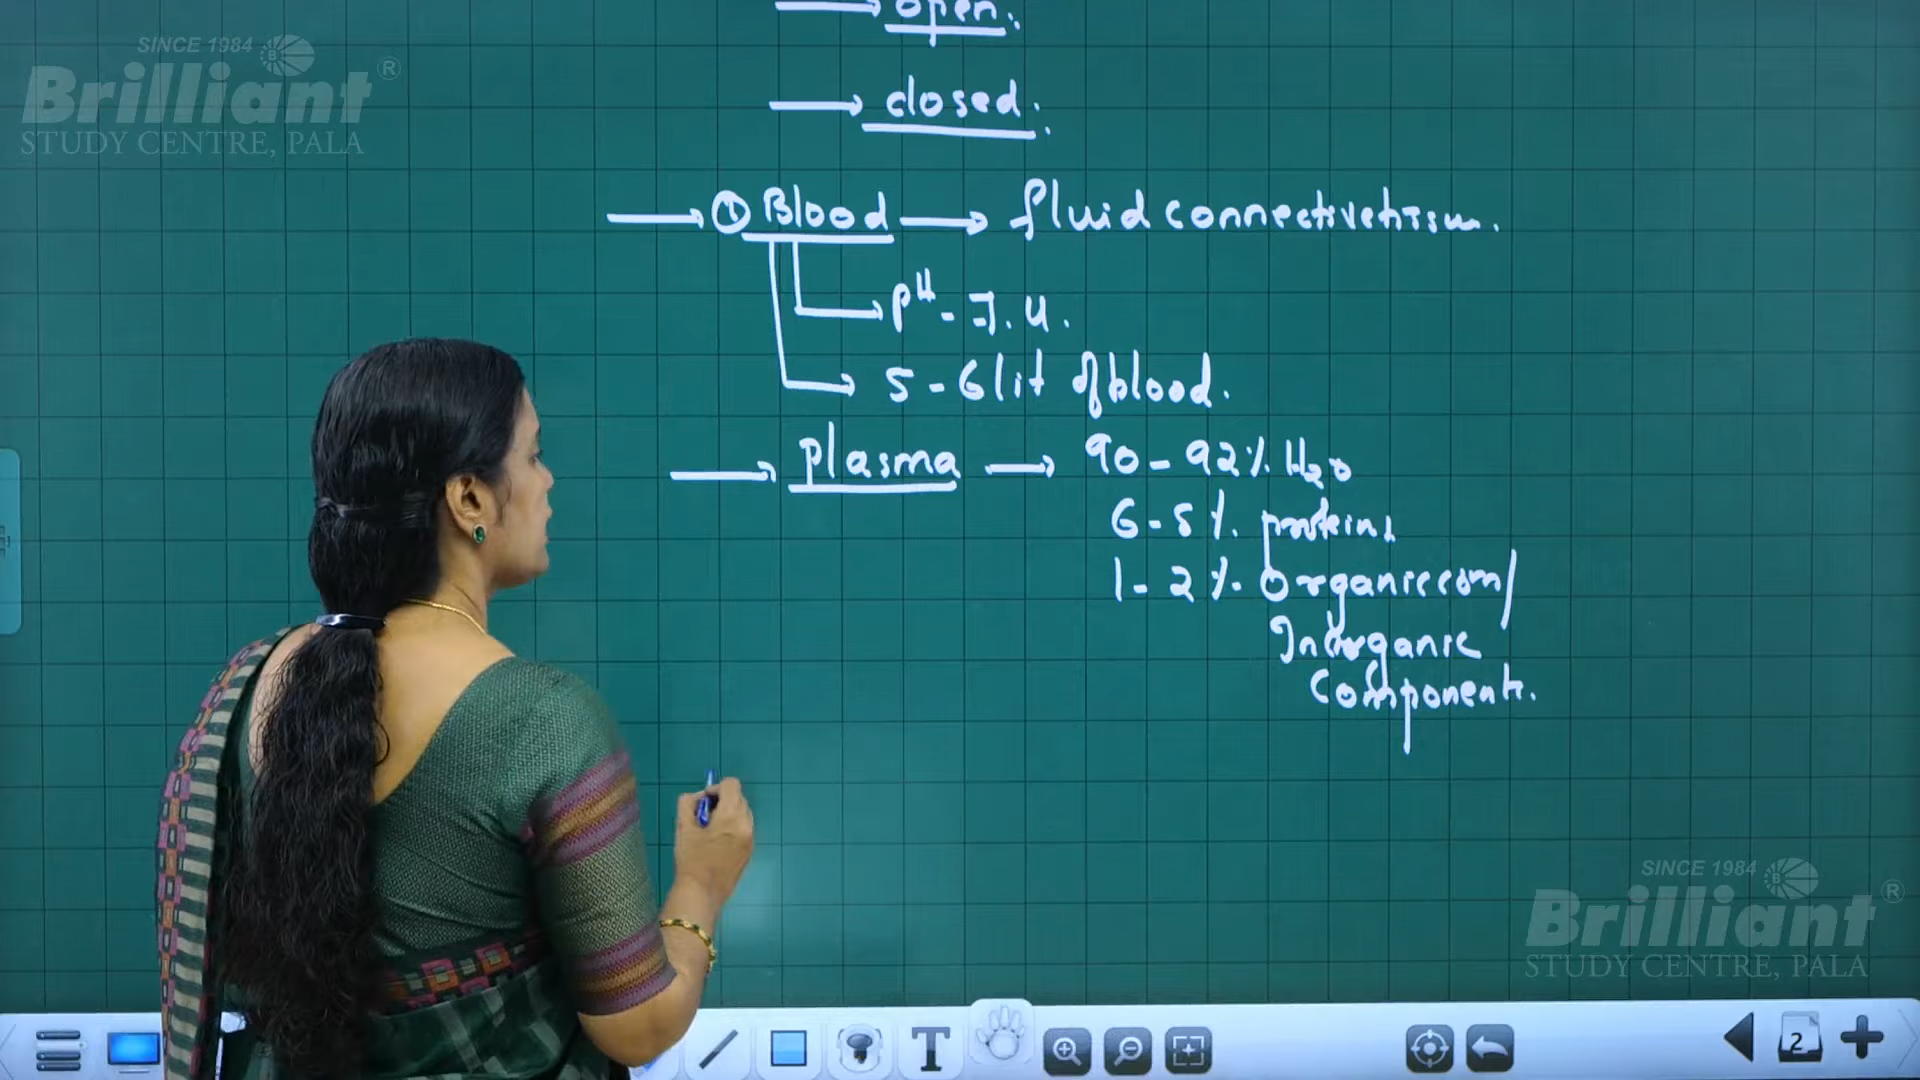 → open.
→ closed.
SINCE 1984
Brilliant®
STUDY CENTRE, PALA
→ ① Blood → fluid connective tissue.
→ pH - 7.4.
→ 5 - 6 lit of blood.
→ plasma → 90 - 92% H2O
6 - 8% proteins
1 - 2% Organic com/
Inorganic
Components.
SINCE 1984
Brilliant®
STUDY CENTRE, PALA
T
2